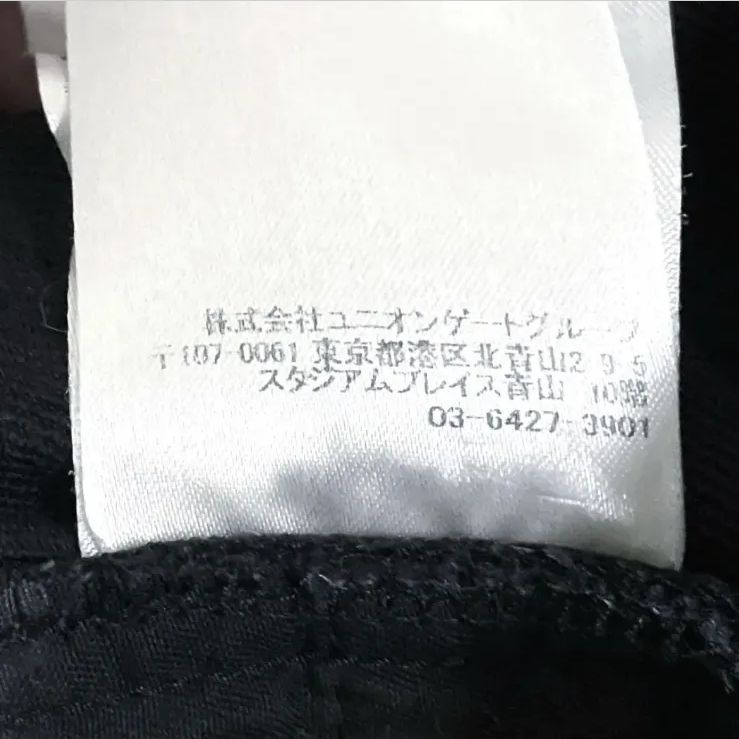 株式会社ユニオンゲートグループ
〒107-0061 東京都港区北青山2-9-5
スタジアムプレイス青山 10階
03-6427-3901